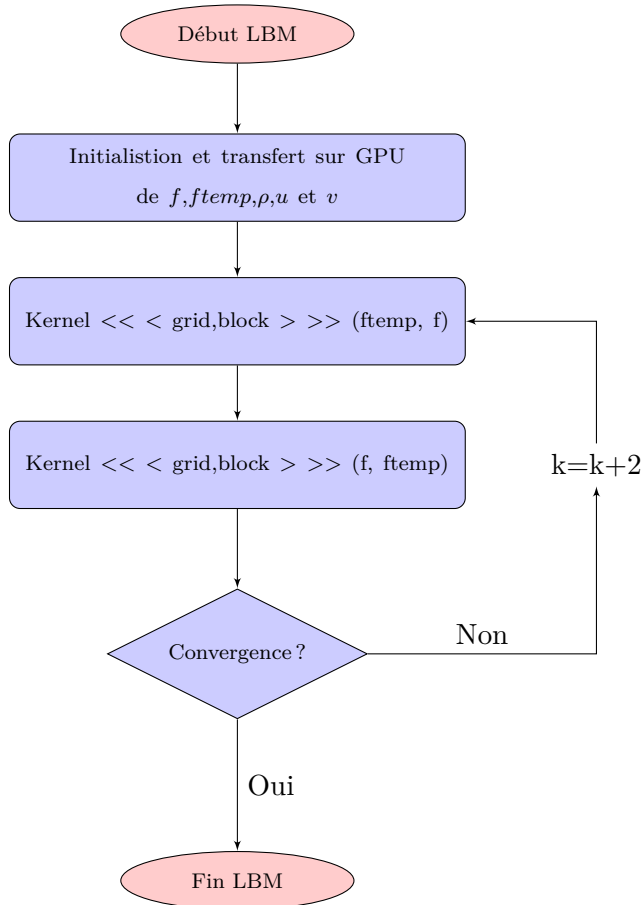 Début LBM
Initialistion et transfert sur GPU
de f,ftemp,ρ,u et v
Kernel << < grid,block > >> (ftemp, f)
Kernel << < grid,block > >> (f, ftemp)
k=k+2
Convergence ?
Non
Oui
Fin LBM